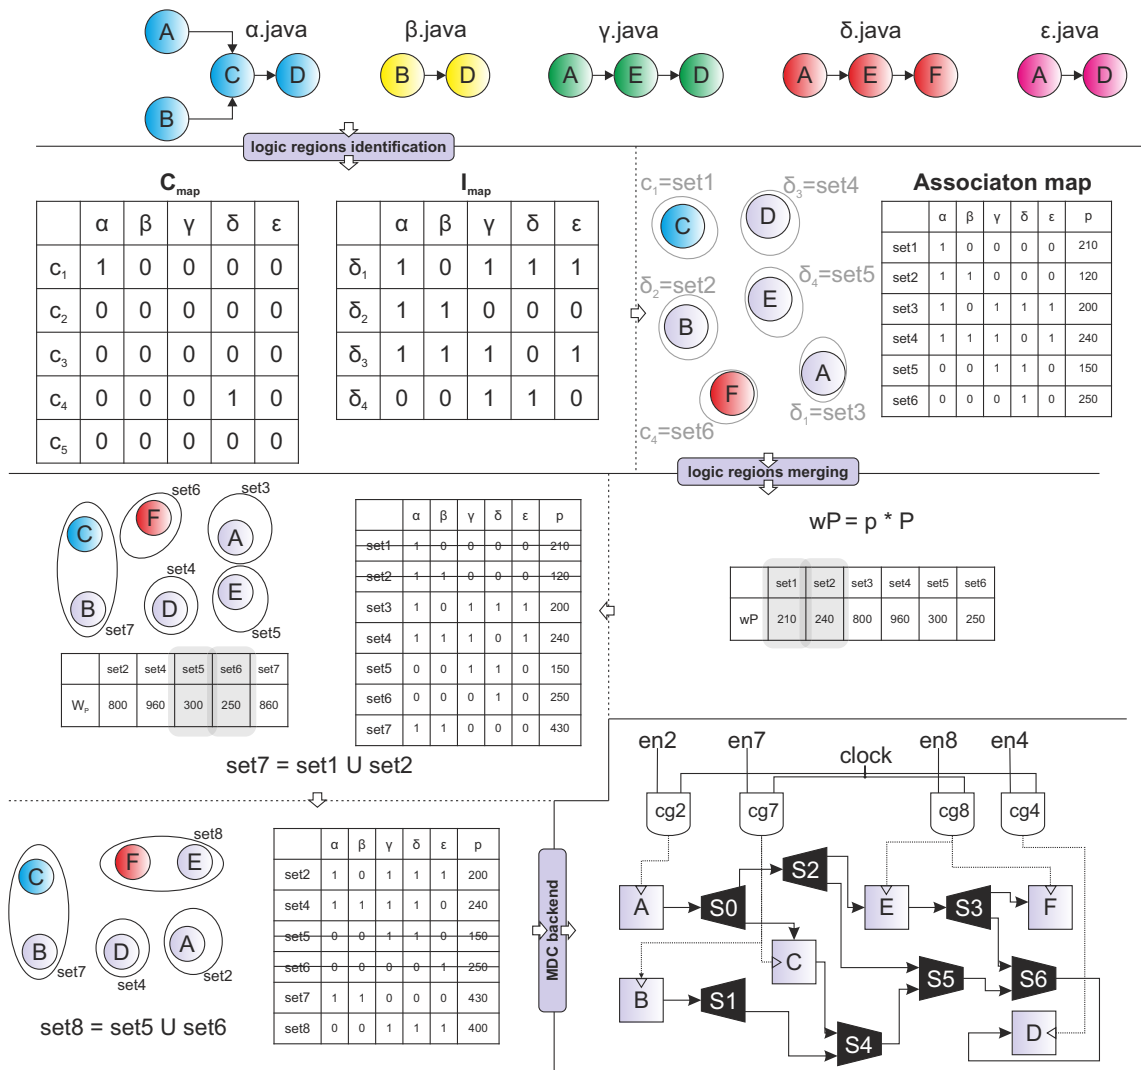 α.java
β.java
γ.java
δ.java
ε.java
A
C
D
B
B
D
A
E
D
A
E
F
A
D
logic regions identification
Cmap
α β γ δ ε
c1 1 0 0 0 0
c2 0 0 0 0 0
c3 0 0 0 0 0
c4 0 0 0 1 0
c5 0 0 0 0 0
Imap
α β γ δ ε
δ1 1 0 1 1 1
δ2 1 1 0 0 0
δ3 1 1 1 0 1
δ4 0 0 1 1 0
c1=set1
C
δ3=set4
D
δ2=set2
B
δ4=set5
E
F
c4=set6
A
δ1=set3
Associaton map
α β γ δ ε p
set1 1 0 0 0 0 210
set2 1 1 0 0 0 120
set3 1 0 1 1 1 200
set4 1 1 1 0 1 240
set5 0 0 1 1 0 150
set6 0 0 0 1 0 250
logic regions merging
wP = p * P
set1 set2 set3 set4 set5 set6
wP 210 240 800 960 300 250
set6
set3
C
F
A
set4
B
D
E
set7
set5
set2 set4 set5 set6 set7
WP 800 960 300 250 860
α β γ δ ε p
set1 1 0 0 0 0 210
set2 1 1 0 0 0 120
set3 1 0 1 1 1 200
set4 1 1 1 0 1 240
set5 0 0 1 1 0 150
set6 0 0 0 1 0 250
set7 1 1 0 0 0 430
set7 = set1 U set2
set8
C
F
E
B
D
A
set7
set4
set2
α β γ δ ε p
set2 1 0 1 1 1 200
set4 1 1 1 1 0 240
set5 0 0 1 1 0 150
set6 0 0 0 0 1 250
set7 1 1 0 0 0 430
set8 0 0 1 1 1 400
set8 = set5 U set6
MDC backend
en2
en7
clock
en8
en4
cg2
cg7
cg8
cg4
A
S0
S2
E
S3
F
B
S1
C
S4
S5
S6
D